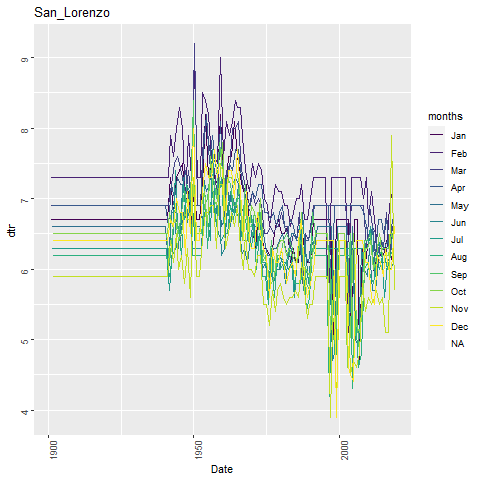 San_Lorenzo
dtr
9
8
7
6
5
4
1900
1950
2000
Date
months
Jan
Feb
Mar
Apr
May
Jun
Jul
Aug
Sep
Oct
Nov
Dec
NA